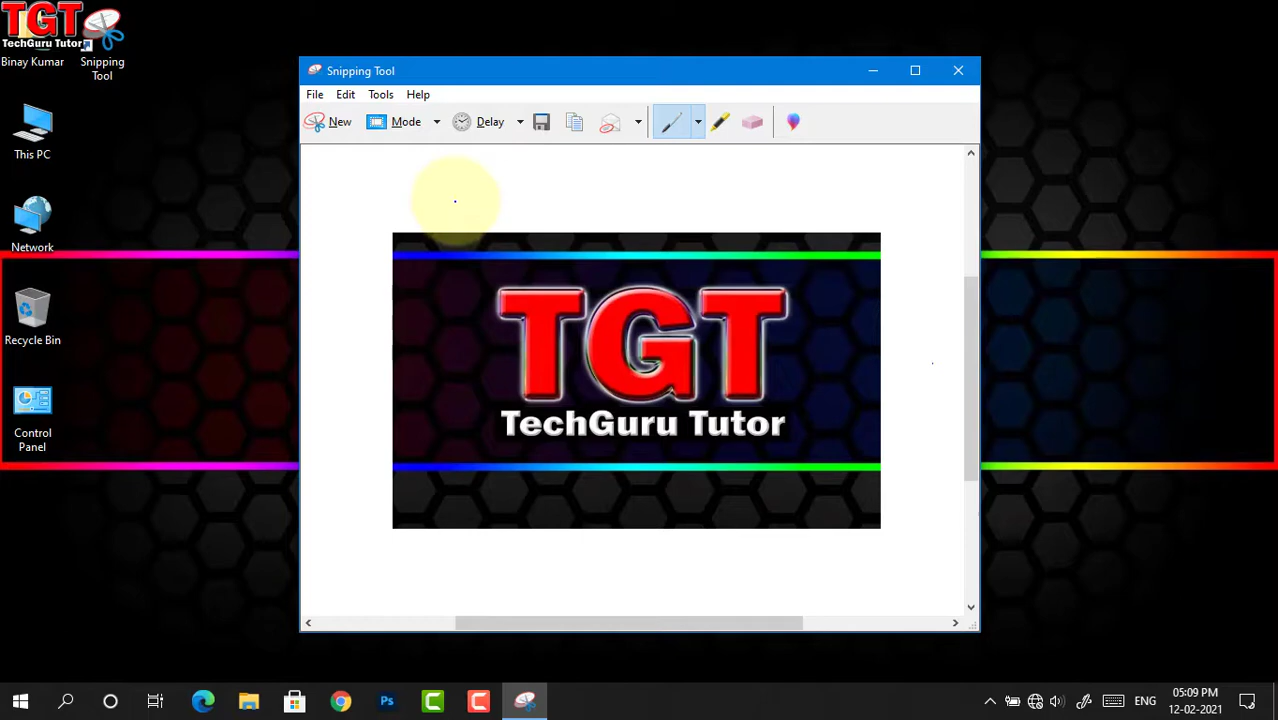 TGT
TechGuru Tutor
Binay Kumar
Snipping
Tool
This PC
Network
Recycle Bin
Control
Panel
Snipping Tool
File Edit Tools Help
New Mode Delay
TGT
TechGuru Tutor
Ps
C
C
ENG
05:09 PM
12-02-2021